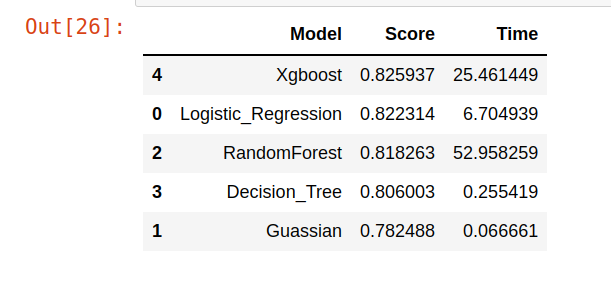 Out[26]:
Model Score Time
4 Xgboost 0.825937 25.461449
0 Logistic_Regression 0.822314 6.704939
2 RandomForest 0.818263 52.958259
3 Decision_Tree 0.806003 0.255419
1 Guassian 0.782488 0.066661